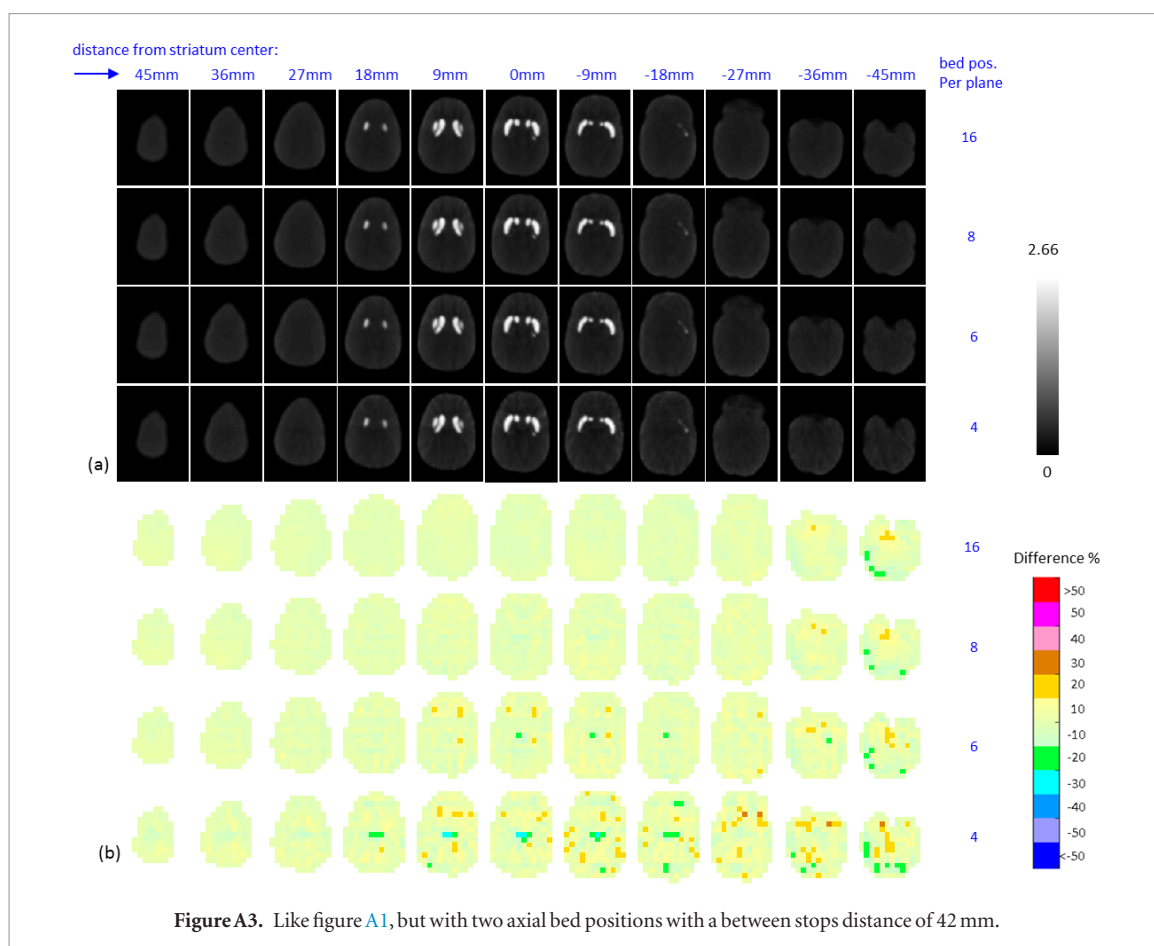 distance from striatum center:
45mm 36mm 27mm 18mm 9mm 0mm -9mm -18mm -27mm -36mm -45mm
bed pos.
Per plane
16
8
6
4
2.66
0
(a)
16
8
6
4
Difference %
>50
50
40
30
20
10
-10
-20
-30
-40
-50
<-50
(b)
Figure A3. Like figure A1, but with two axial bed positions with a between stops distance of 42 mm.